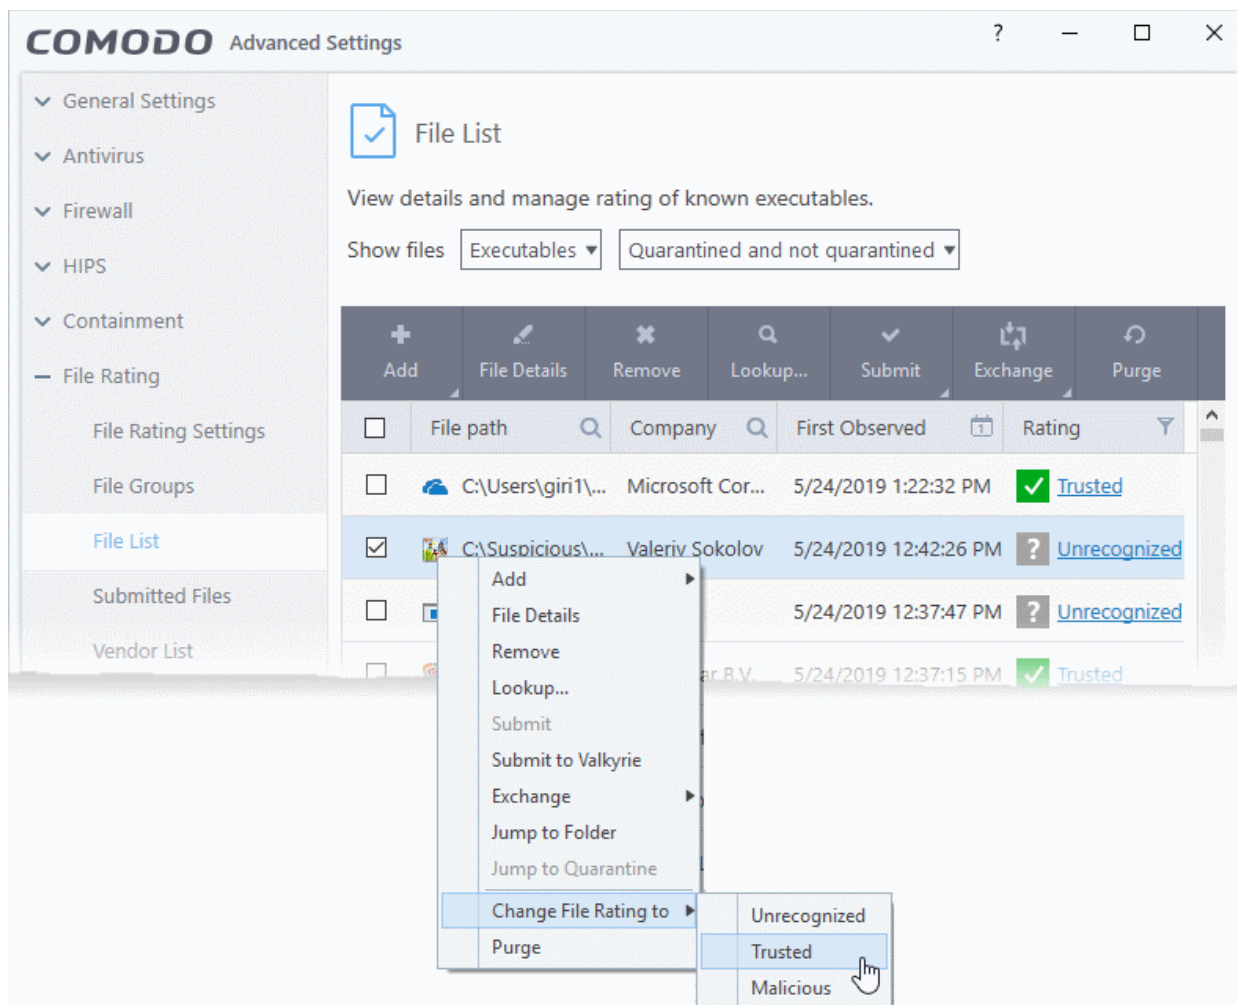 COMODO Advanced Settings ?
General Settings
Antivirus
Firewall
HIPS
Containment
File Rating
File Rating Settings
File Groups
File List
Submitted Files
Vendor List
File List
View details and manage rating of known executables.
Show files Executables Quarantined and not quarantined
Add File Details Remove Lookup... Submit Exchange Purge
File path Company First Observed 1 Rating
C:\Users\giri1\... Microsoft Cor... 5/24/2019 1:22:32 PM Trusted
C:\Suspicious\... Valeriy Sokolov 5/24/2019 12:42:26 PM ? Unrecognized
5/24/2019 12:37:47 PM ? Unrecognized
ar B.V. 5/24/2019 12:37:15 PM Trusted
Add
File Details
Remove
Lookup...
Submit
Submit to Valkyrie
Exchange
Jump to Folder
Jump to Quarantine
Change File Rating to
Purge
Unrecognized
Trusted
Malicious